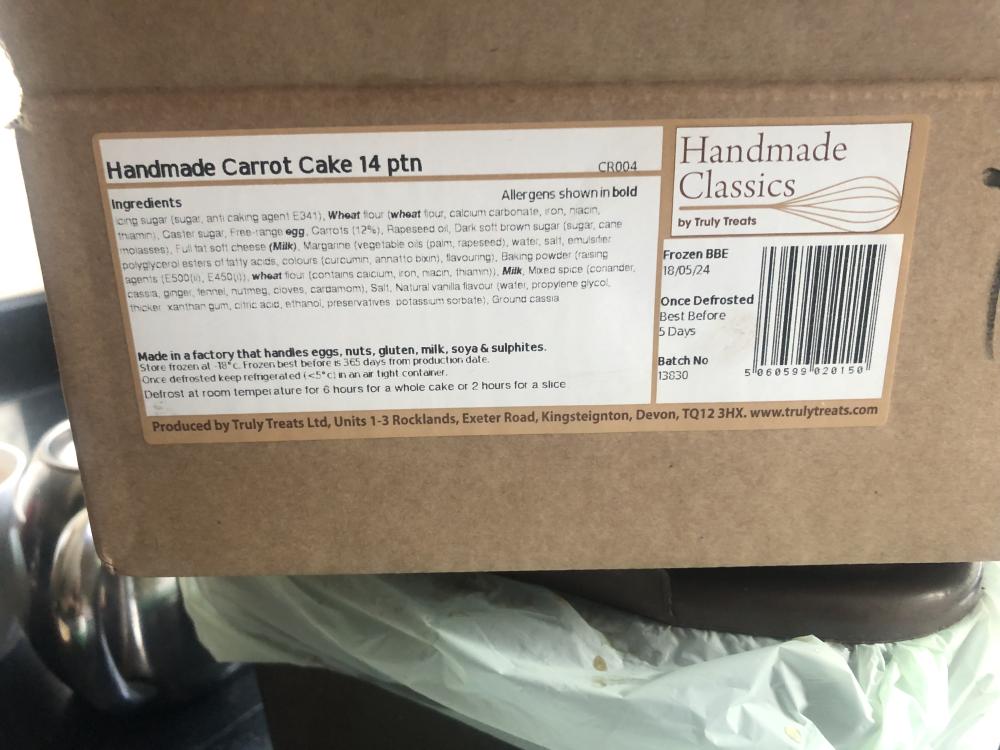 Handmade Carrot Cake 14 ptn
CR004
Ingredients
Allergens shown in bold
Icing sugar (sugar, anti caking agent E341), Wheat flour (wheat flour, calcium carbonate, iron, niacin,
thiamin), Caster sugar, Free-range egg, Carrots (12%), Rapeseed oil, Dark soft brown sugar (sugar, cane
molasses), Full fat soft cheese (Milk), Margarine (vegetable oils (palm, rapeseed), water, salt, emulsifier
polyglycerol esters of fatty acids, colours (curcumin, annatto bixin), flavouring), Baking powder (raising
agents (E500(ii), E450(i)), wheat flour (contains calcium, iron, niacin, thiamin)), Milk, Mixed spice (coriander,
cassia, ginger, fennel, nutmeg, cloves, cardamom), Salt, Natural vanilla flavour (water, propylene glycol,
thicker xanthan gum, citric acid, ethanol, preservatives potassium sorbate), Ground cassia
Made in a factory that handles eggs, nuts, gluten, milk, soya & sulphites.
Store frozen at -18°c. Frozen best before is 365 days from production date.
Once defrosted keep refrigerated (<5°c) in an air tight container.
Defrost at room temperature for 6 hours for a whole cake or 2 hours for a slice
Handmade
Classics
by Truly Treats
Frozen BBE
18/05/24
Once Defrosted
Best Before
5 Days
Batch No
13830
5 060599 020150
Produced by Truly Treats Ltd, Units 1-3 Rocklands, Exeter Road, Kingsteignton, Devon, TQ12 3HX. www.trulytreats.com